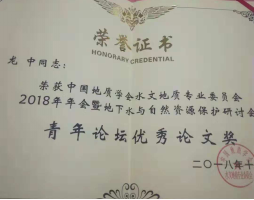 荣誉证书
HONORARY CREDENTIAL
龙 中同志：
荣获中国地质学会水文地质专业委员会
2018年年会暨地下水与自然资源保护研讨会
青年论坛优秀论文奖
二〇一八年十